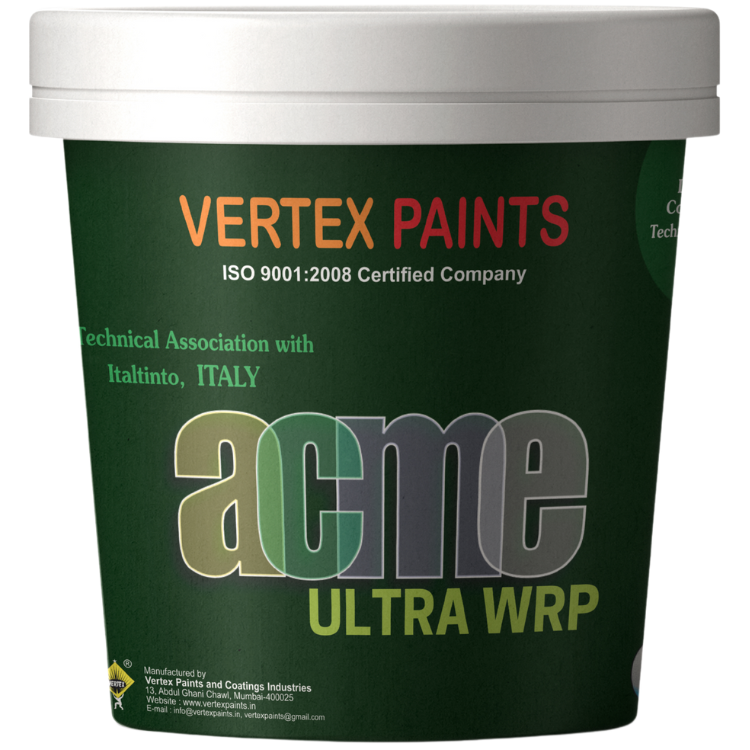 VERTEX PAINTS
ISO 9001:2008 Certified Company
Technical Association with
Italtinto, ITALY
acme
ULTRA WRP
VERTEX
®
Manufactured by
Vertex Paints and Coatings Industries
13, Abdul Ghani Chawl, Mumbai-400025
Website : www.vertexpaints.in
E-mail : info@vertexpaints.in, vertexpaints@gmail.com